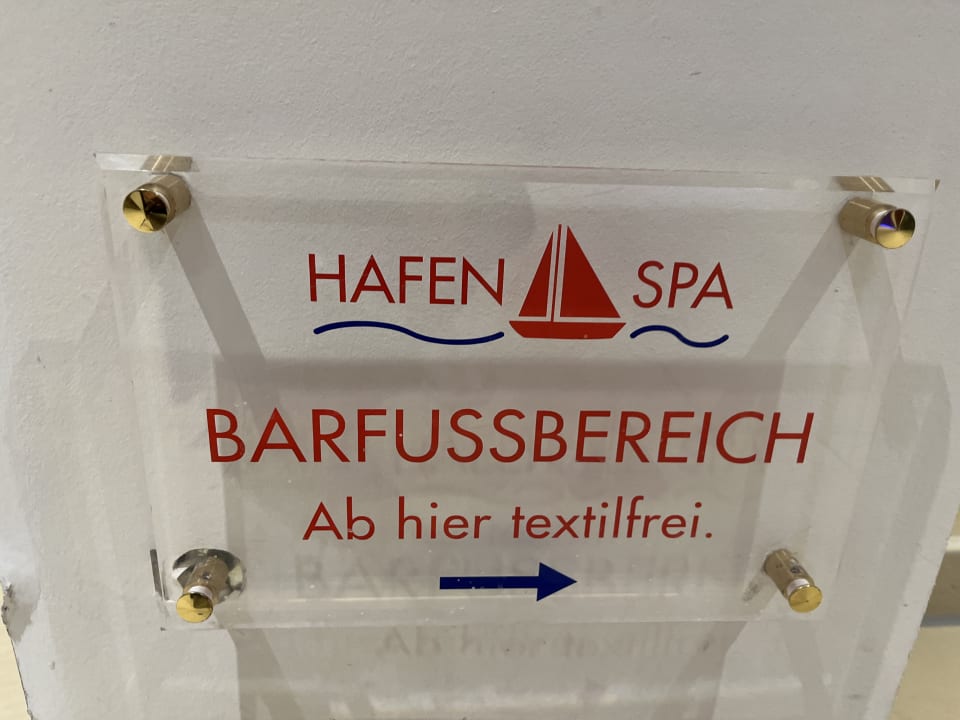 HAFEN SPA
BARFUSSBEREICH
Ab hier textilfrei.